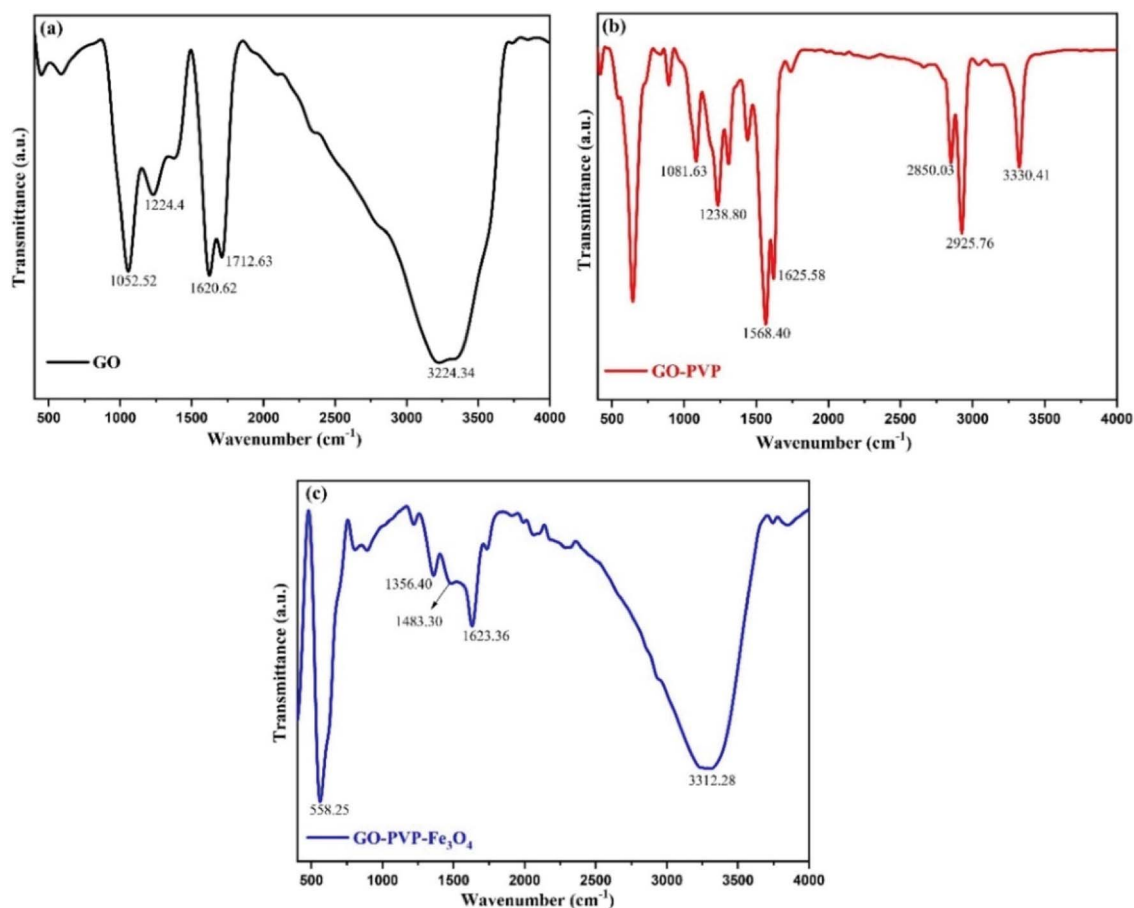 (a)
Transmittance (a.u.)
1052.52
1224.4
1620.62
1712.63
3224.34
GO
500 1000 1500 2000 2500 3000 3500 4000
Wavenumber (cm⁻¹)
(b)
Transmittance (a.u.)
1081.63
1238.80
1568.40
1625.58
2850.03
2925.76
3330.41
GO-PVP
500 1000 1500 2000 2500 3000 3500 4000
Wavenumber (cm⁻¹)
(c)
Transmittance (a.u.)
558.25
1356.40
1483.30
1623.36
3312.28
GO-PVP-Fe₃O₄
500 1000 1500 2000 2500 3000 3500 4000
Wavenumber (cm⁻¹)